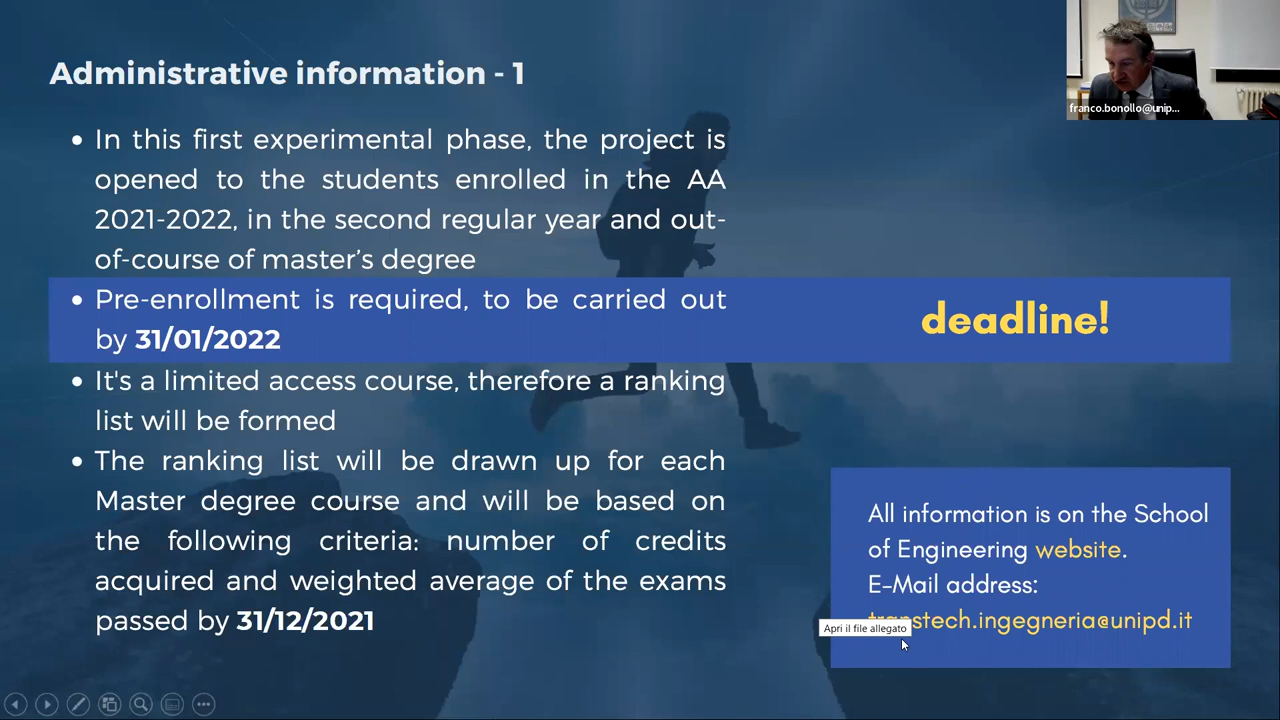 Administrative information - 1
franco.bonollo@unip...
• In this first experimental phase, the project is
opened to the students enrolled in the AA
2021-2022, in the second regular year and out-
of-course of master’s degree
• Pre-enrollment is required, to be carried out
by 31/01/2022
deadline!
• It's a limited access course, therefore a ranking
list will be formed
• The ranking list will be drawn up for each
Master degree course and will be based on
the following criteria: number of credits
acquired and weighted average of the exams
passed by 31/12/2021
All information is on the School
of Engineering website.
E-Mail address:
transtech.ingegneria@unipd.it
Apri il file allegato